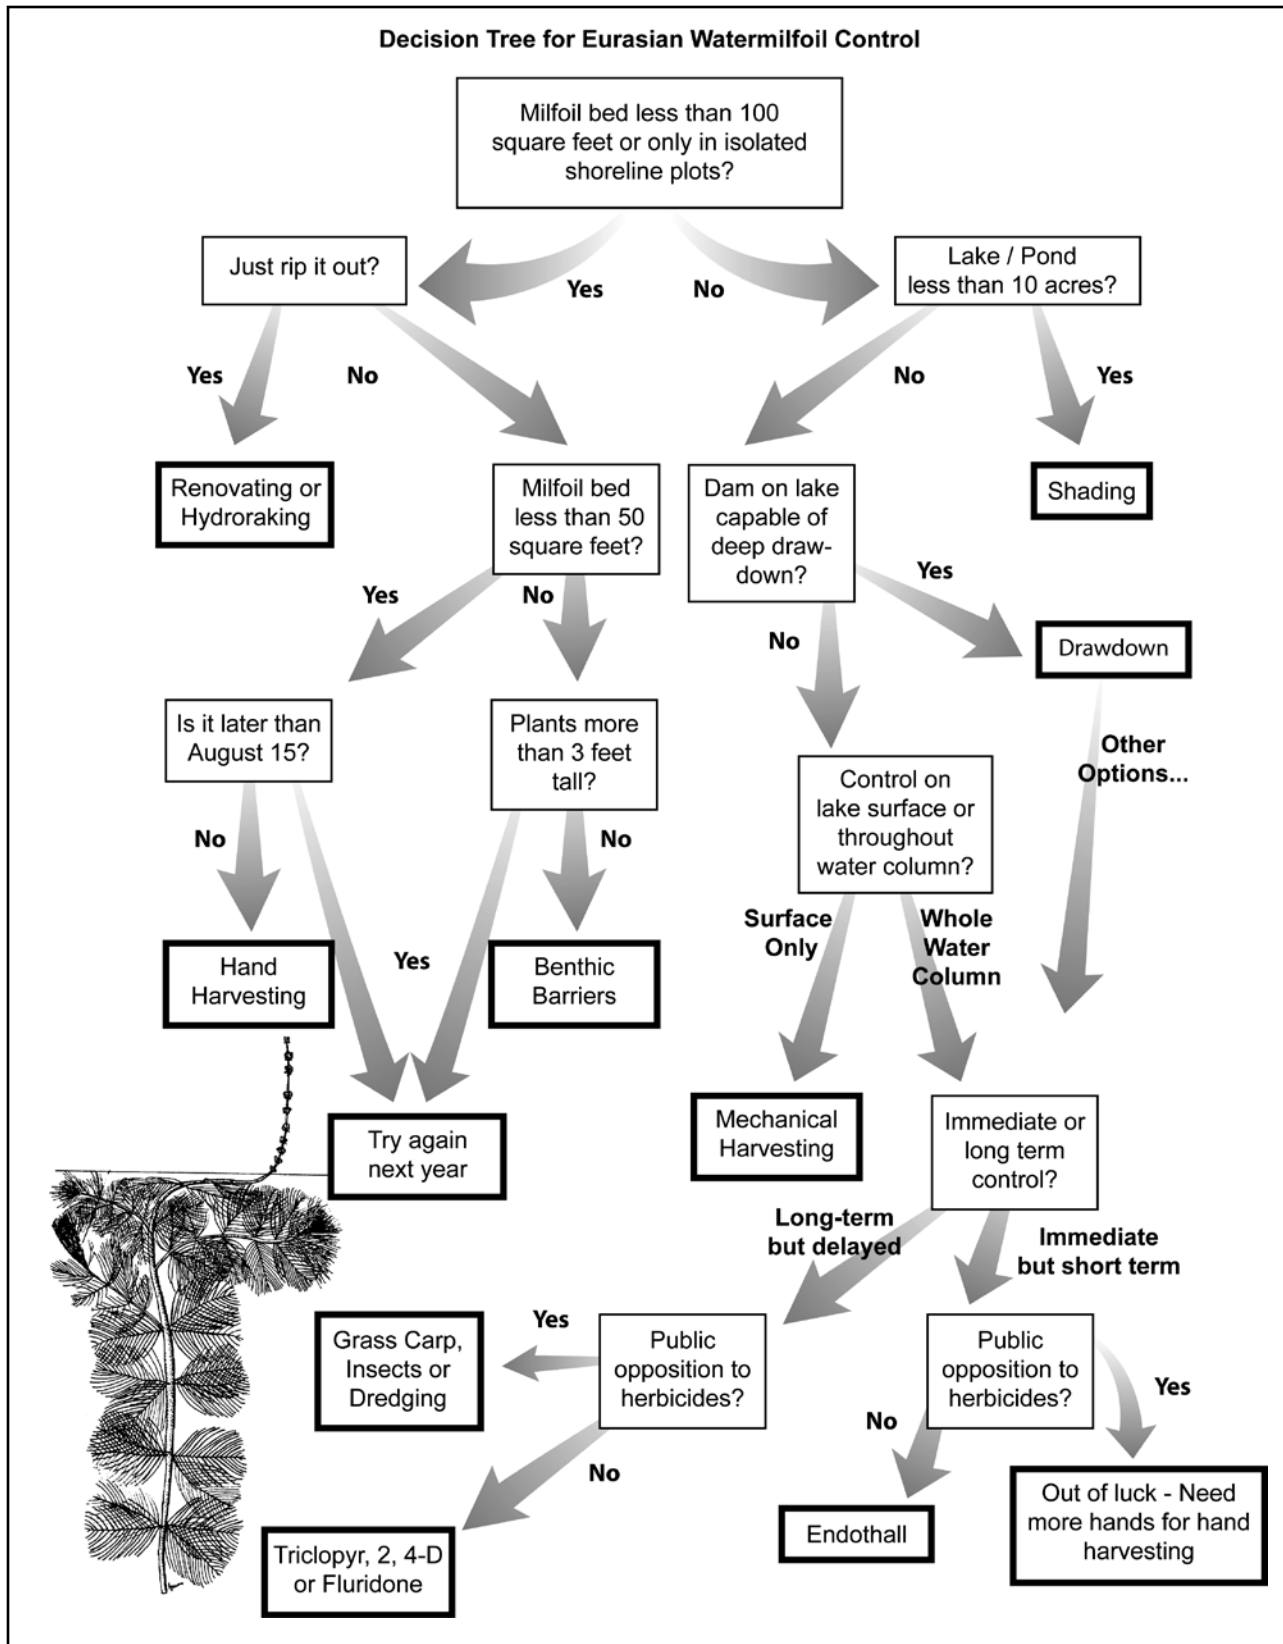 Decision Tree for Eurasian Watermilfoil Control
Milfoil bed less than 100
square feet or only in isolated
shoreline plots?
Just rip it out?
Yes
No
Lake / Pond
less than 10 acres?
Yes
No
No
Yes
Renovating or
Hydroraking
Milfoil bed
less than 50
square feet?
Dam on lake
capable of
deep draw-
down?
Shading
Yes
No
No
Yes
Drawdown
Is it later than
August 15?
Plants more
than 3 feet
tall?
Control on
lake surface or
throughout
water column?
Other
Options...
No
Yes
No
Surface
Only
Whole
Water
Column
Hand
Harvesting
Benthic
Barriers
Try again
next year
Mechanical
Harvesting
Immediate or
long term
control?
Long-term
but delayed
Immediate
but short term
Grass Carp,
Insects or
Dredging
Yes
Public
opposition to
herbicides?
Public
opposition to
herbicides?
Yes
No
No
Triclopyr, 2, 4-D
or Fluridone
Endothall
Out of luck - Need
more hands for hand
harvesting